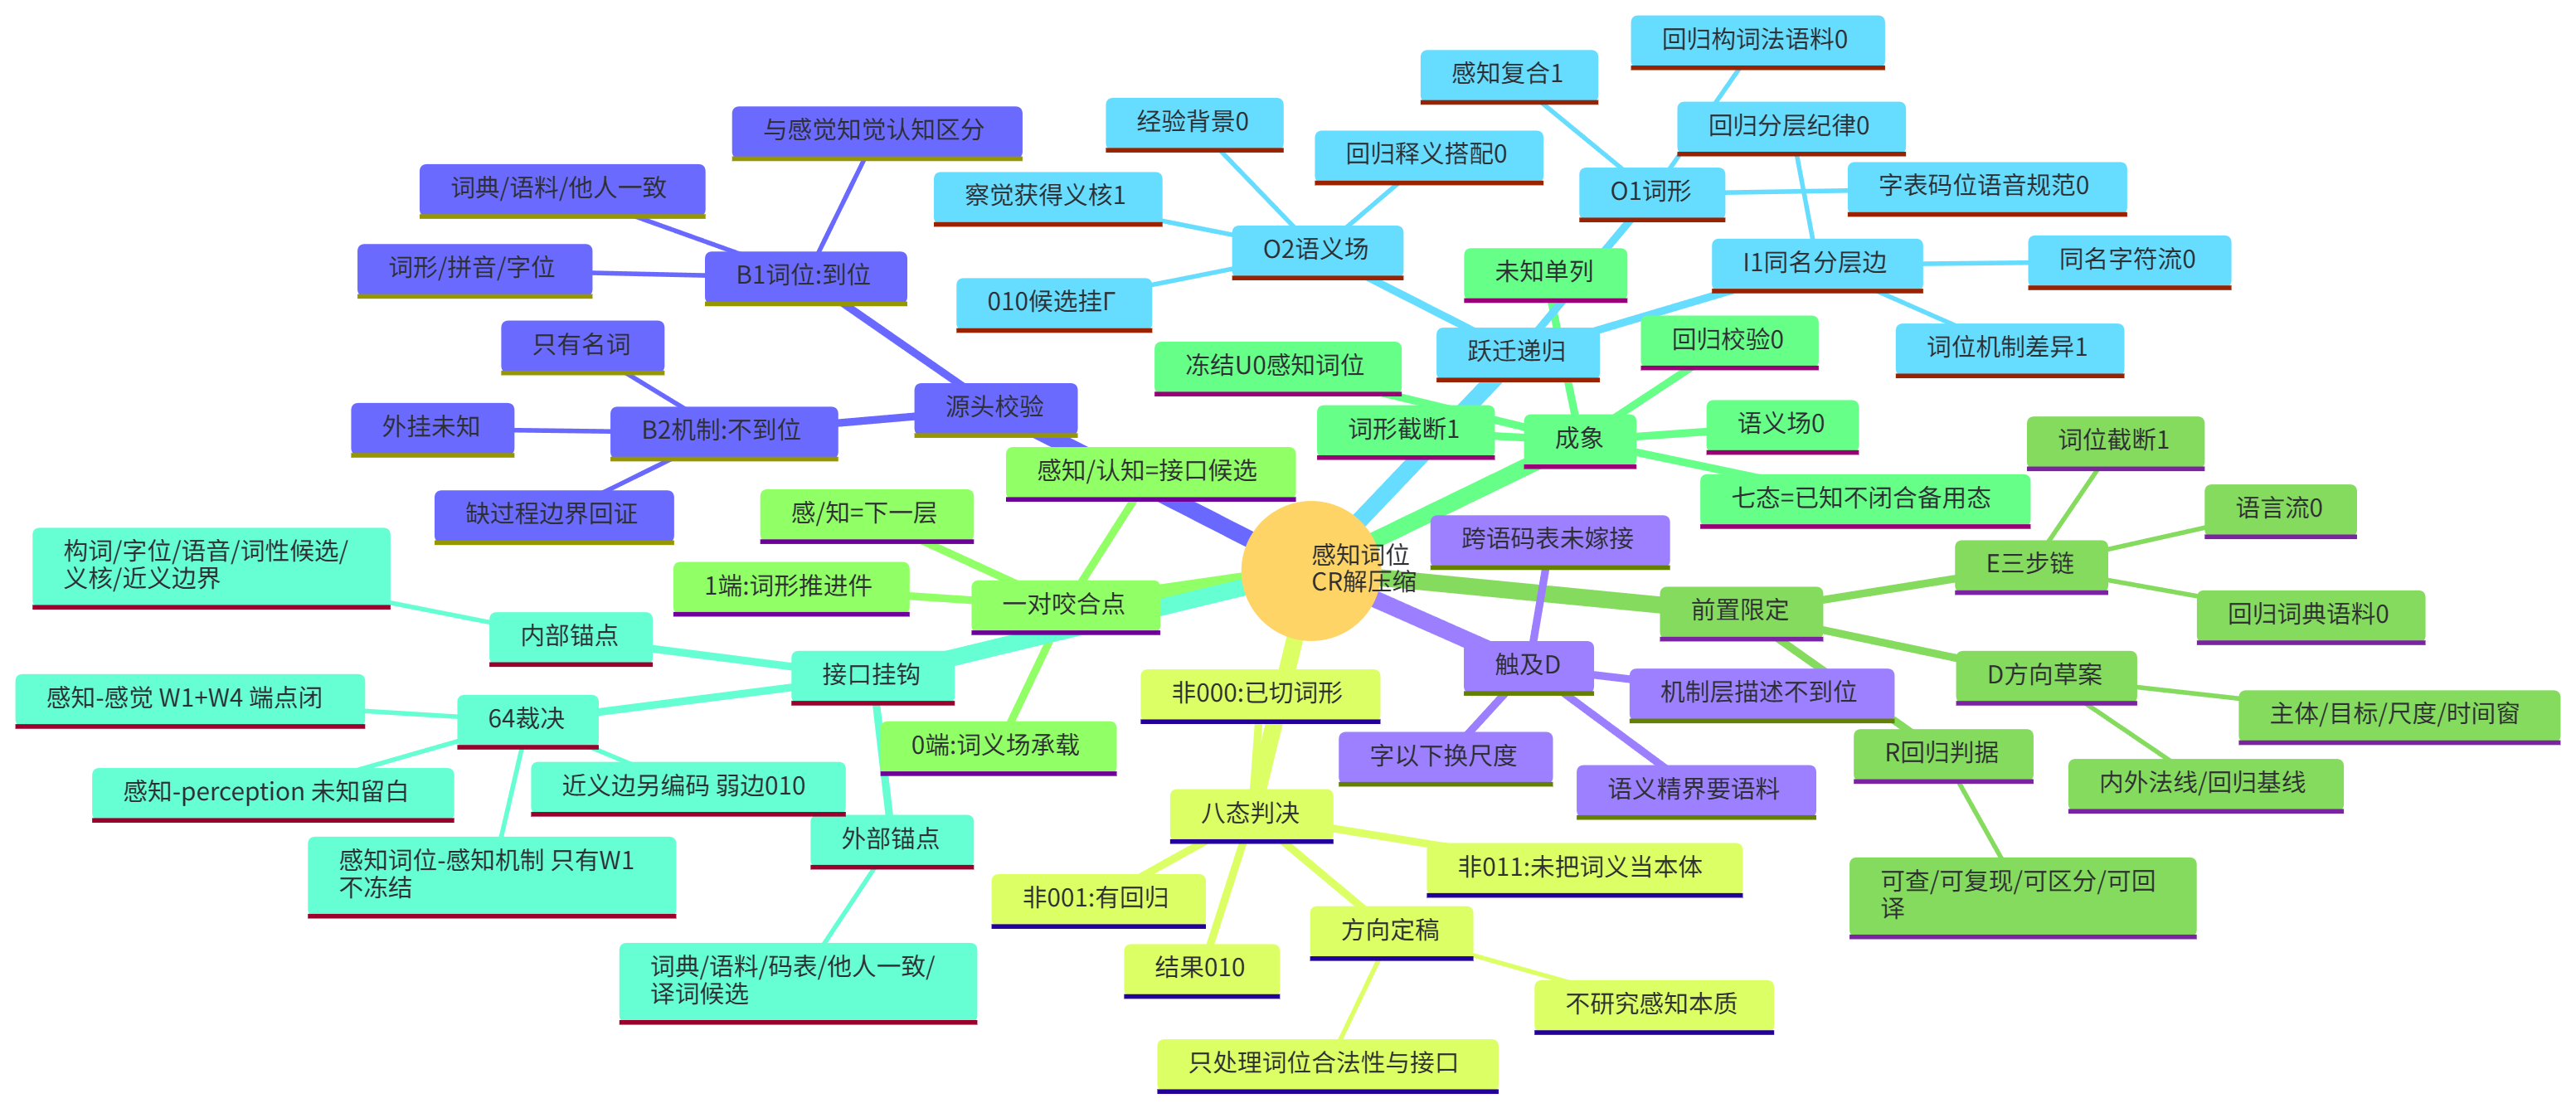 感知词位
CR解压缩
源头校验
B1词位:到位
与感觉知觉认知区分
词典/语料/他人一致
词形/拼音/字位
B2机制:不到位
只有名词
外挂未知
缺过程边界回证
跃迁递归
O1词形
感知复合1
回归构词法语料0
字表码位语音规范0
O2语义场
经验背景0
回归释义搭配0
察觉获得义核1
010候选挂Γ
I1同名分层边
回归分层纪律0
同名字符流0
词位机制差异1
成象
未知单列
回归校验0
冻结U0感知词位
词形截断1
语义场0
七态=已知不闭合备用态
前置限定
E三步链
词位截断1
语言流0
回归词典语料0
D方向草案
主体/目标/尺度/时间窗
内外法线/回归基线
R回归判据
可查/可复现/可区分/可回
译
触及D
跨语码表未嫁接
机制层描述不到位
字以下换尺度
语义精界要语料
八态判决
非000:已切词形
非001:有回归
结果010
非011:未把词义当本体
方向定稿
不研究感知本质
只处理词位合法性与接口
一对咬合点
感知/认知=接口候选
感/知=下一层
1端:词形推进件
0端:词义场承载
接口挂钩
内部锚点
构词/字位/语音/词性候选/
义核/近义边界
64裁决
感知-感觉 W1+W4 端点闭
感知-perception 未知留白
感知词位-感知机制 只有W1
不冻结
近义边另编码 弱边010
外部锚点
词典/语料/码表/他人一致/
译词候选